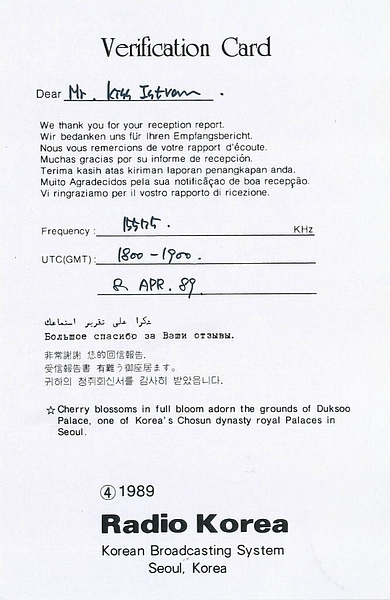 Verification Card
Dear Mr. Kiss Istvan .
We thank you for your reception report.
Wir bedanken uns für Ihren Empfangsbericht.
Nous vous remercions de votre rapport d'écoute.
Muchas gracias por su informe de recepción.
Terima kasih atas kiriman laporan penangkapan anda.
Muito Agradecidos pela sua notificãçao de boa recepção.
Vi ringraziamo per il vostro rapporto di ricezione.
Frequency : 15575 . KHz
UTC(GMT) : 1800 - 1900 .
8 APR. 89.
شكرا على تقرير استماعك
Большое спасибо за Ваши отзывы.
非常謝謝 您的回信報告.
受信報告書 有難う御座居ます。
귀하의 청취회신서를 감사히 받았읍니다.
☆ Cherry blossoms in full bloom adorn the grounds of Duksoo
Palace, one of Korea's Chosun dynasty royal Palaces in
Seoul.
④ 1989
Radio Korea
Korean Broadcasting System
Seoul, Korea